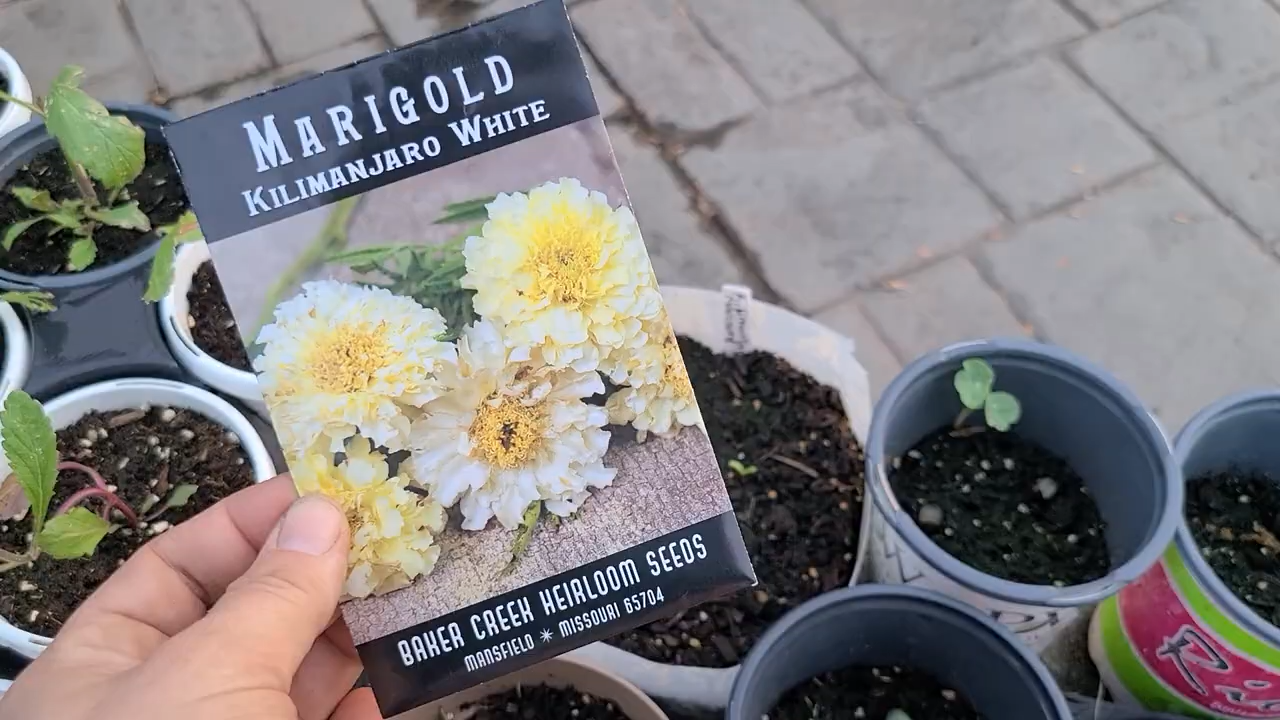 MARIGOLD
KILIMANJARO WHITE
BAKER CREEK HEIRLOOM SEEDS
MANSFIELD ✴ MISSOURI 65704